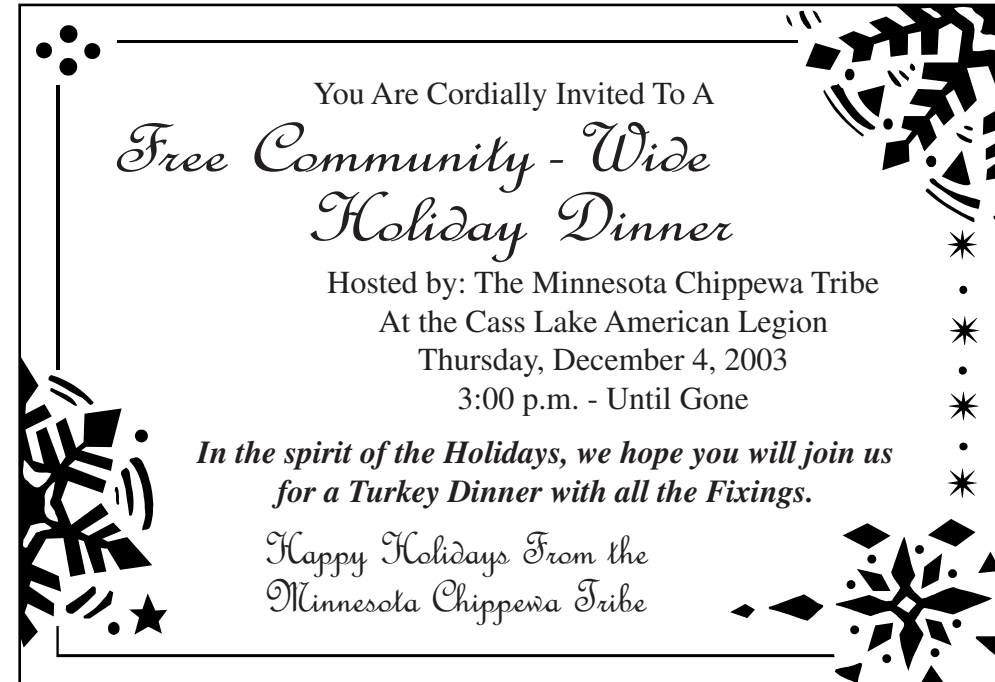 You Are Cordially Invited To A
Free Community - Wide
Holiday Dinner
Hosted by: The Minnesota Chippewa Tribe
At the Cass Lake American Legion
Thursday, December 4, 2003
3:00 p.m. - Until Gone
In the spirit of the Holidays, we hope you will join us
for a Turkey Dinner with all the Fixings.
Happy Holidays From the
Minnesota Chippewa Tribe